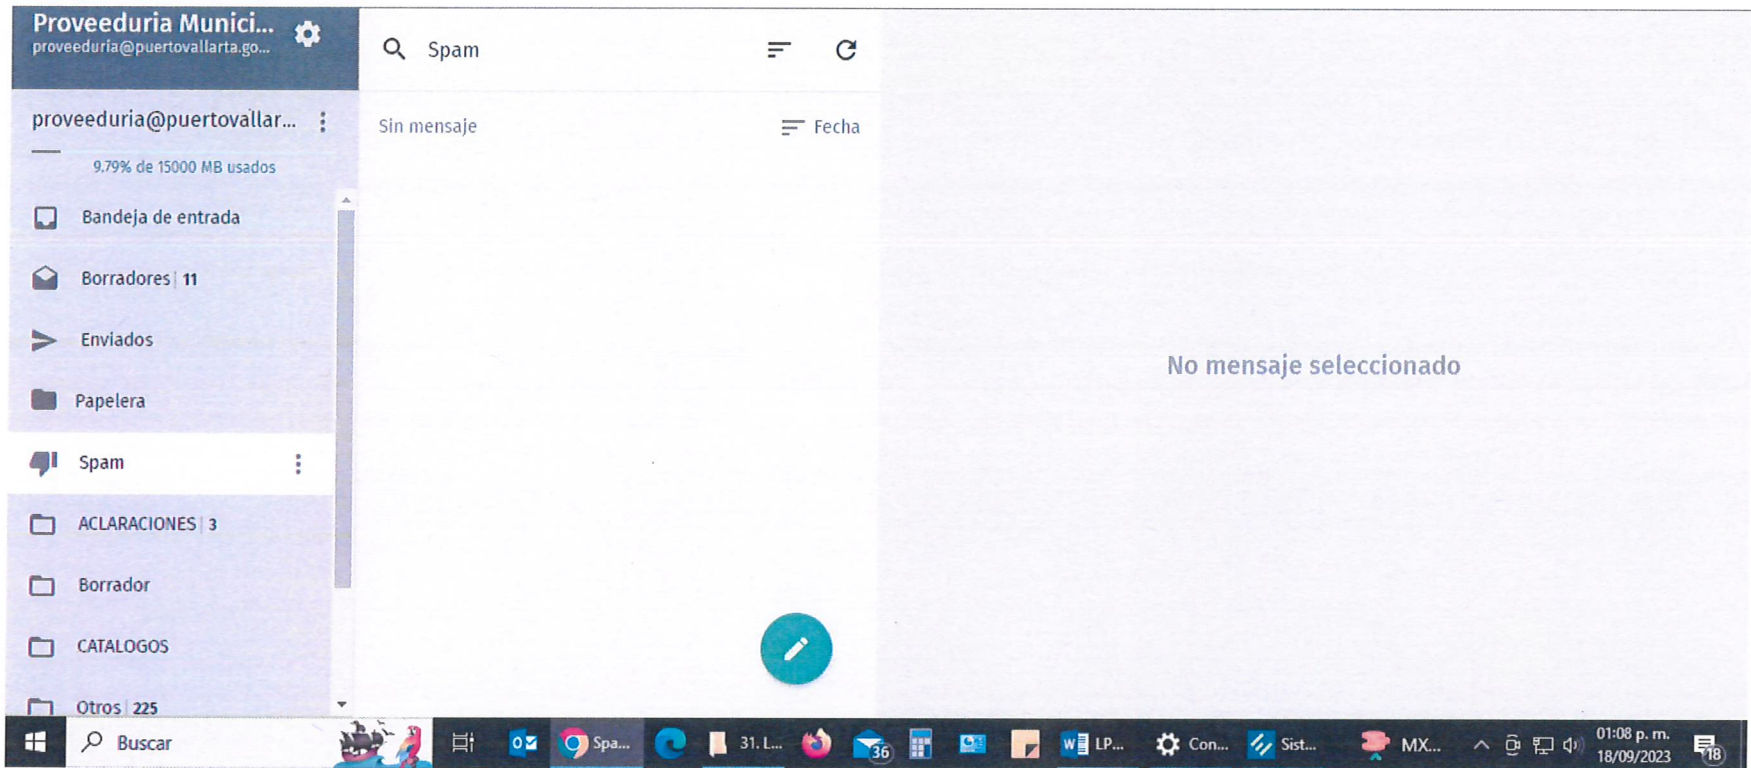 Proveeduria Munici...
proveeduria@puertovallarta.go...
Spam
proveeduria@puertovallar...
9.79% de 15000 MB usados
Sin mensaje
Fecha
Bandeja de entrada
Borradores | 11
Enviados
Papelera
Spam
ACLARACIONES | 3
Borrador
CATALOGOS
Otros | 225
No mensaje seleccionado
Buscar
Spa...
31. L...
36
LP...
Con...
Sist...
MX...
01:08 p. m.
18/09/2023
18